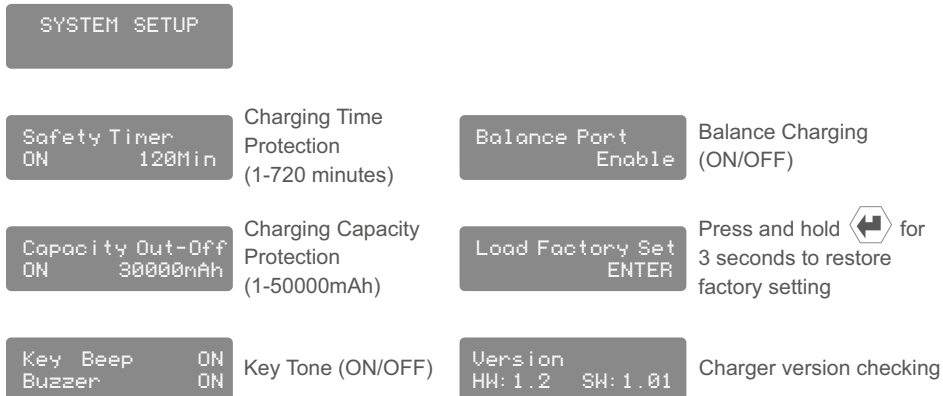 SYSTEM SETUP
Safety Timer
ON 120Min
Charging Time
Protection
(1-720 minutes)
Balance Port
Enable
Balance Charging
(ON/OFF)
Capacity Out-Off
ON 30000mAh
Charging Capacity
Protection
(1-50000mAh)
Load Factory Set
ENTER
Press and hold for
3 seconds to restore
factory setting
Key Beep ON
Buzzer ON
Key Tone (ON/OFF)
Version
HW:1.2 SW:1.01
Charger version checking